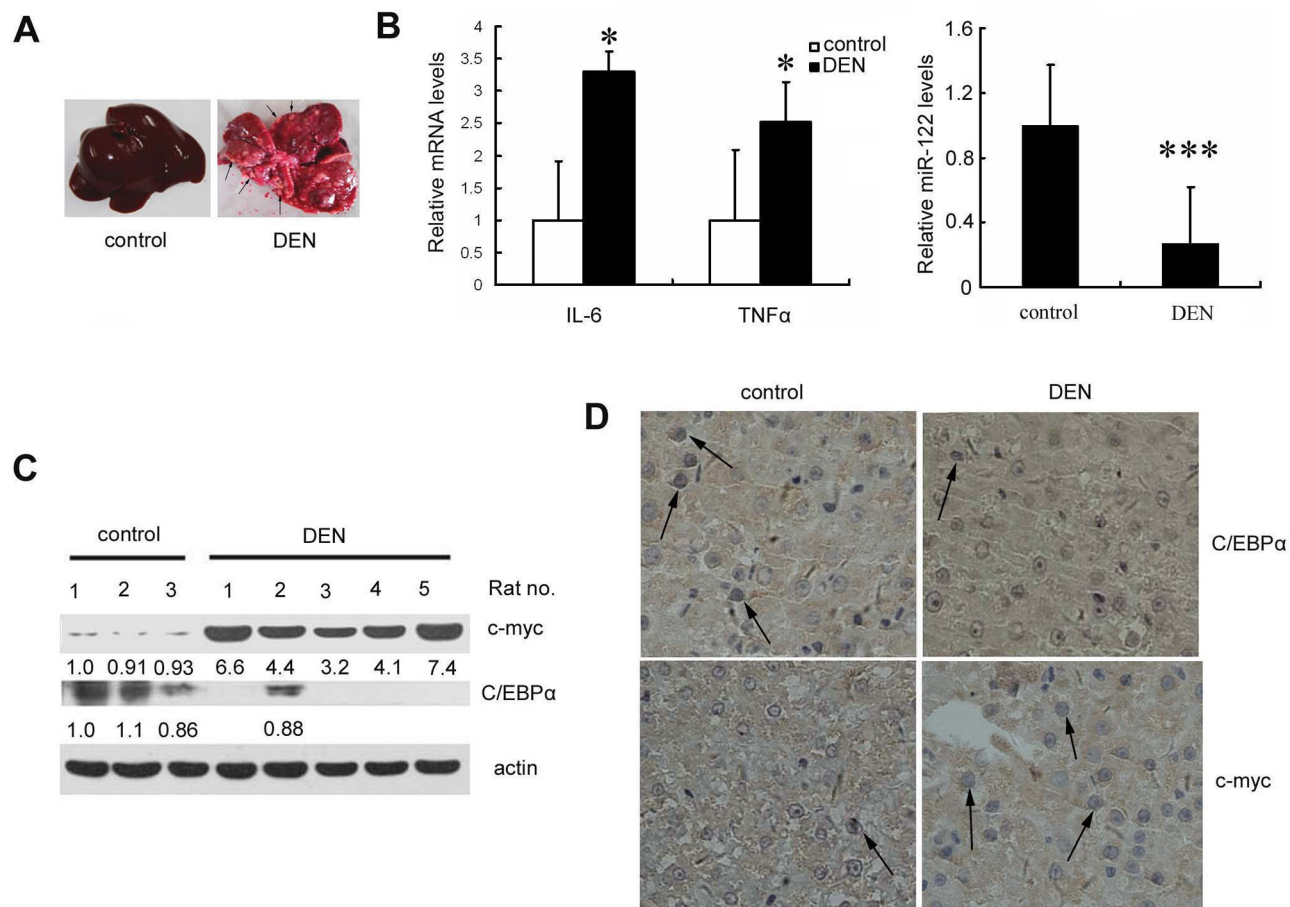 A
control
DEN
B
Relative mRNA levels
4
3.5
3
2.5
2
1.5
1
0.5
0
*
*
control
DEN
IL-6
TNFα
Relative miR-122 levels
1.6
1.2
0.8
0.4
0
***
control
DEN
C
control
DEN
1 2 3 1 2 3 4 5 Rat no.
c-myc
1.0 0.91 0.93 6.6 4.4 3.2 4.1 7.4
C/EBPα
1.0 1.1 0.86 0.88
actin
D
control
DEN
C/EBPα
c-myc